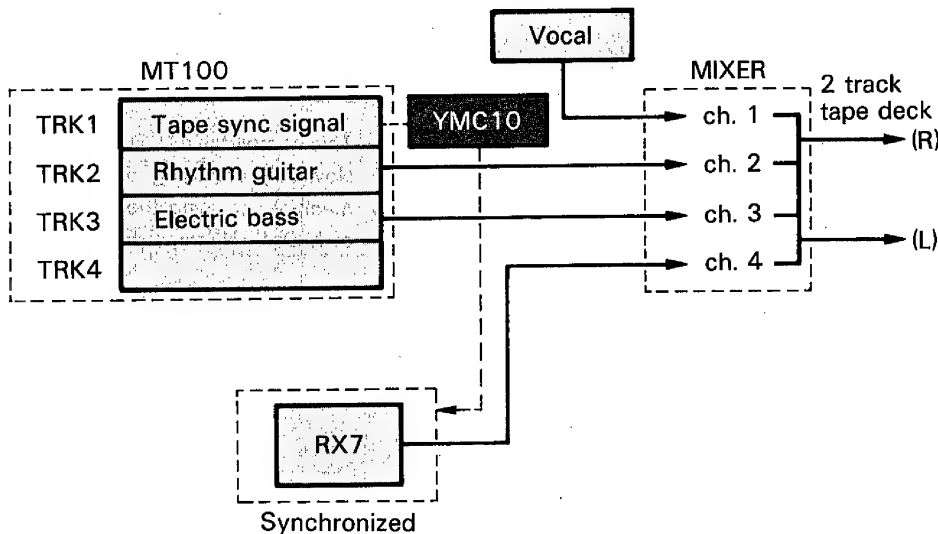 Vocal
MT100
MIXER
2 track
tape deck
TRK1
Tape sync signal
YMC10
ch. 1
(R)
TRK2
Rhythm guitar
ch. 2
TRK3
Electric bass
ch. 3
(L)
TRK4
ch. 4
RX7
Synchronized